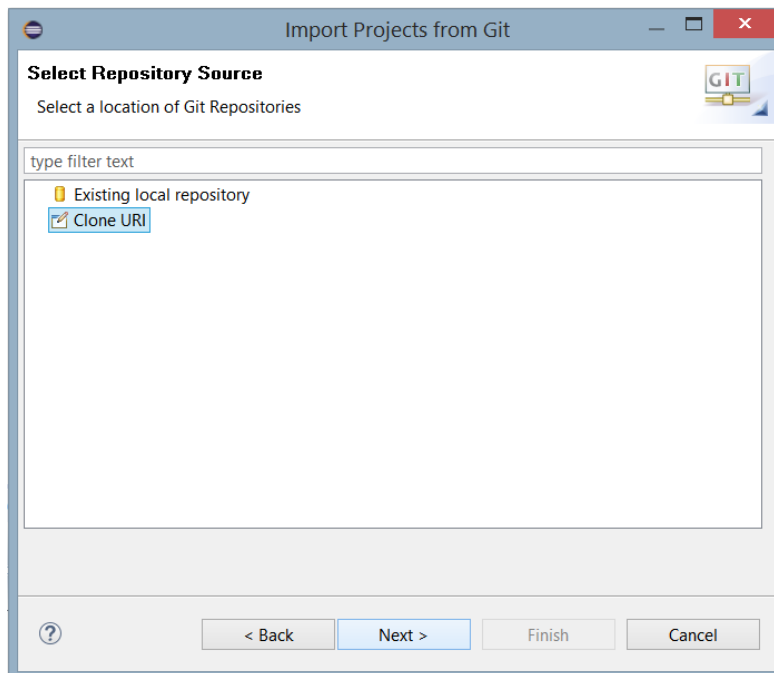 Import Projects from Git
Select Repository Source
Select a location of Git Repositories
GIT
type filter text
Existing local repository
Clone URI
?
< Back Next > Finish Cancel